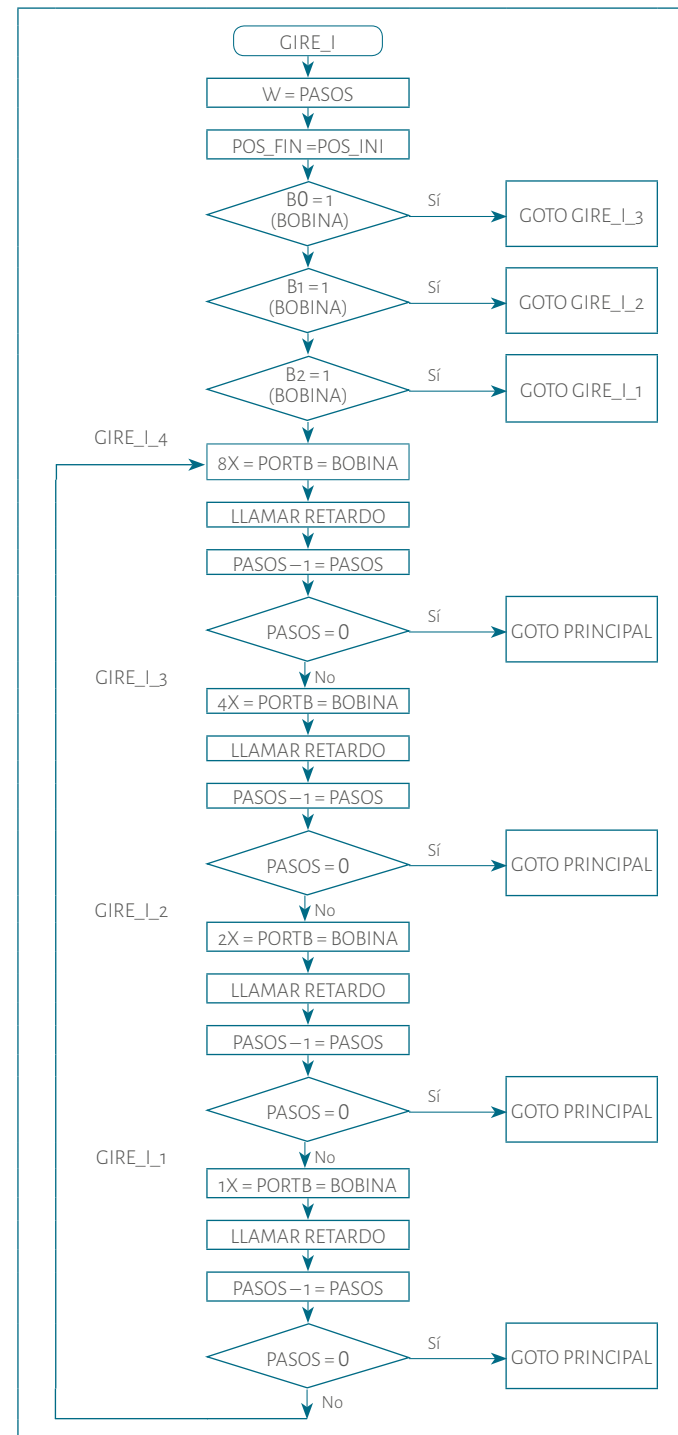 GIRE_I
W = PASOS
POS_FIN =POS_INI
B0 = 1
(BOBINA)
Sí
GOTO GIRE_I_3
B1 = 1
(BOBINA)
Sí
GOTO GIRE_I_2
B2 = 1
(BOBINA)
Sí
GOTO GIRE_I_1
GIRE_I_4
8X = PORTB = BOBINA
LLAMAR RETARDO
PASOS–1 = PASOS
PASOS = 0
Sí
GOTO PRINCIPAL
No
GIRE_I_3
4X = PORTB = BOBINA
LLAMAR RETARDO
PASOS–1 = PASOS
PASOS = 0
Sí
GOTO PRINCIPAL
No
GIRE_I_2
2X = PORTB = BOBINA
LLAMAR RETARDO
PASOS–1 = PASOS
PASOS = 0
Sí
GOTO PRINCIPAL
No
GIRE_I_1
1X = PORTB = BOBINA
LLAMAR RETARDO
PASOS–1 = PASOS
PASOS = 0
Sí
GOTO PRINCIPAL
No